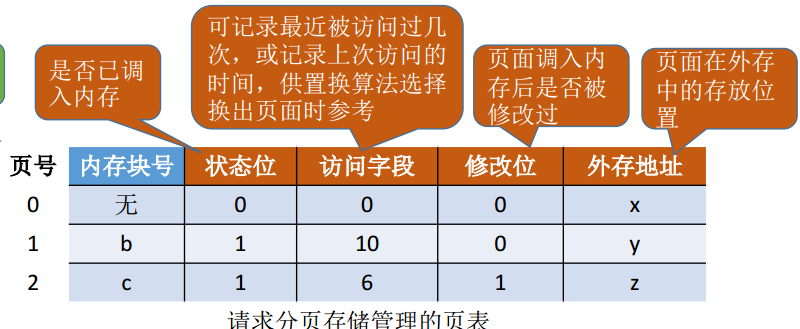 是否已调
入内存
可记录最近被访问过几
次，或记录上次访问的
时间，供置换算法选择
换出页面时参考
页面调入内
存后是否被
修改过
页面在外存
中的存放位
置
页号 内存块号 状态位 访问字段 修改位 外存地址
0 无 0 0 0 x
1 b 1 10 0 y
2 c 1 6 1 z
请求分页存储管理的页表